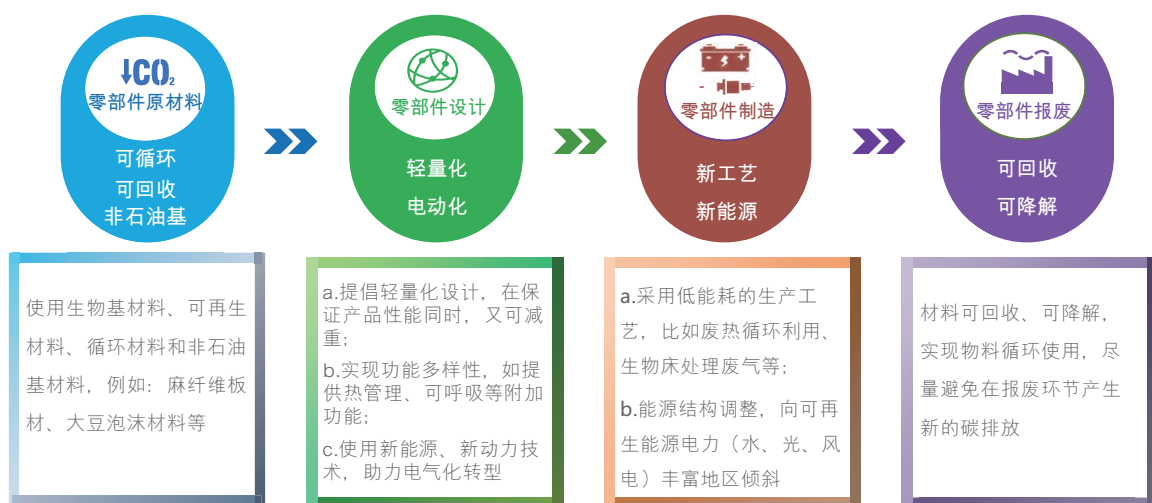 ↓CO₂
零部件原材料
可循环
可回收
非石油基
零部件设计
轻量化
电动化
零部件制造
新工艺
新能源
零部件报废
可回收
可降解
使用生物基材料、可再生
材料、循环材料和非石油
基材料，例如：麻纤维板
材、大豆泡沫材料等
a.提倡轻量化设计，在保
证产品性能同时，又可减
重；
b.实现功能多样性，如提
供热管理、可呼吸等附加
功能；
c.使用新能源、新动力技
术，助力电气化转型
a.采用低能耗的生产工
艺，比如废热循环利用、
生物床处理废气等；
b.能源结构调整，向可再
生能源电力（水、光、风
电）丰富地区倾斜
材料可回收、可降解，
实现物料循环使用，尽
量避免在报废环节产生
新的碳排放